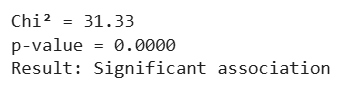 Chi² = 31.33
p-value = 0.0000
Result: Significant association